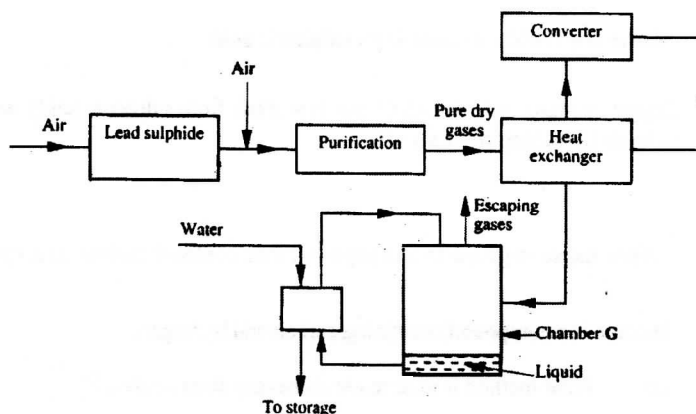 Converter
Air
Pure dry
gases
Air
Lead sulphide
Purification
Heat
exchanger
Escaping
gases
Water
Chamber G
Liquid
To storage